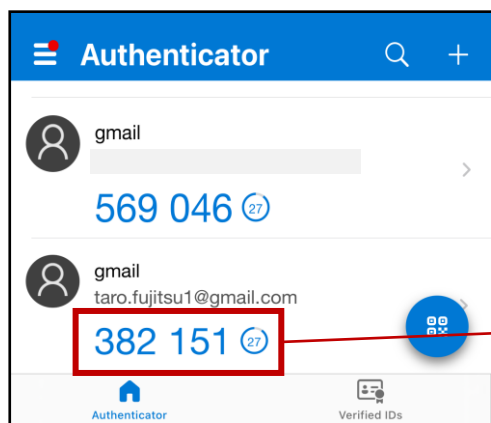 Authenticator
gmail
569 046 27
gmail
taro.fujitsu1@gmail.com
382 151 27
Authenticator
Verified IDs